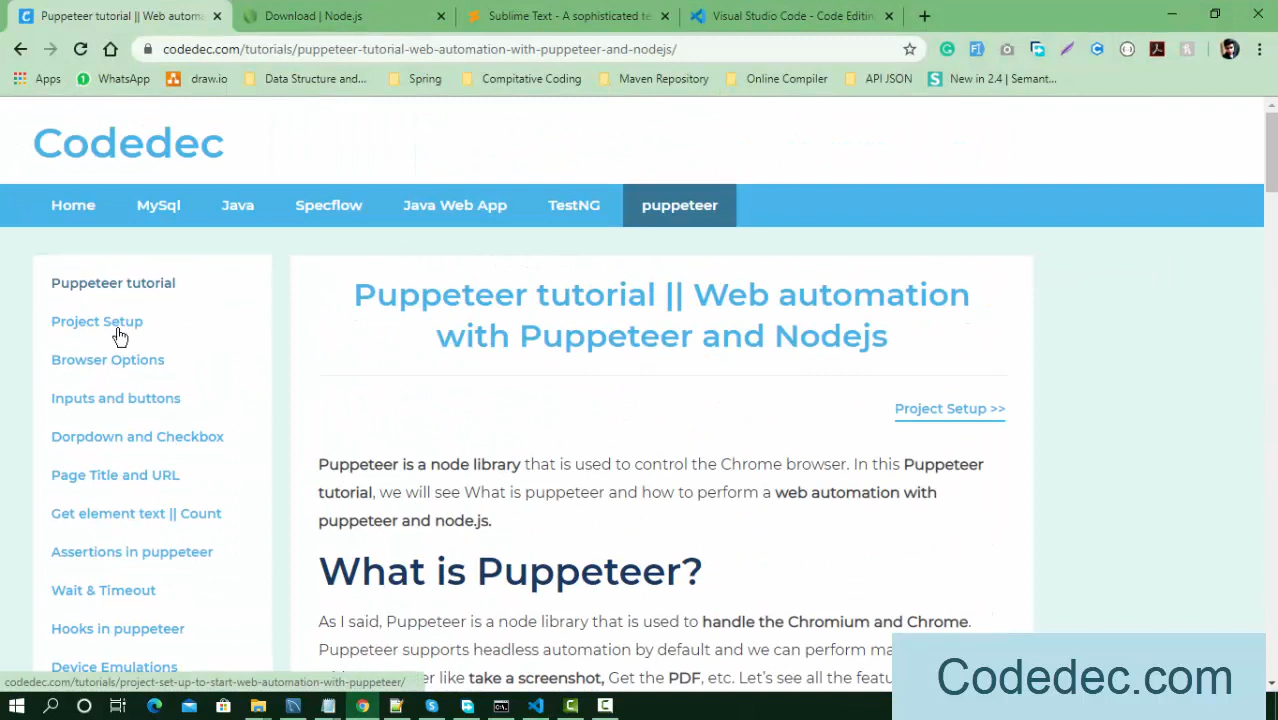 Puppeteer tutorial || Web autom
Download | Node.js
Sublime Text - A sophisticated te
Visual Studio Code - Code Editin
codedec.com/tutorials/puppeteer-tutorial-web-automation-with-puppeteer-and-nodejs/
Apps
WhatsApp
draw.io
Data Structure and...
Spring
Compitative Coding
Maven Repository
Online Compiler
API JSON
New in 2.4 | Semant...
Codedec
Home
MySql
Java
Specflow
Java Web App
TestNG
puppeteer
Puppeteer tutorial
Project Setup
Browser Options
Inputs and buttons
Dorpdown and Checkbox
Page Title and URL
Get element text || Count
Assertions in puppeteer
Wait & Timeout
Hooks in puppeteer
Device Emulations
Puppeteer tutorial || Web automation
with Puppeteer and Nodejs
Project Setup >>
Puppeteer is a node library that is used to control the Chrome browser. In this Puppeteer
tutorial, we will see What is puppeteer and how to perform a web automation with
puppeteer and node.js.
What is Puppeteer?
As I said, Puppeteer is a node library that is used to handle the Chromium and Chrome.
Puppeteer supports headless automation by default and we can perform ma
like take a screenshot, Get the PDF, etc. Let's see all the featu
codedec.com/tutorials/project-set-up-to-start-web-automation-with-puppeteer/
Codedec.com